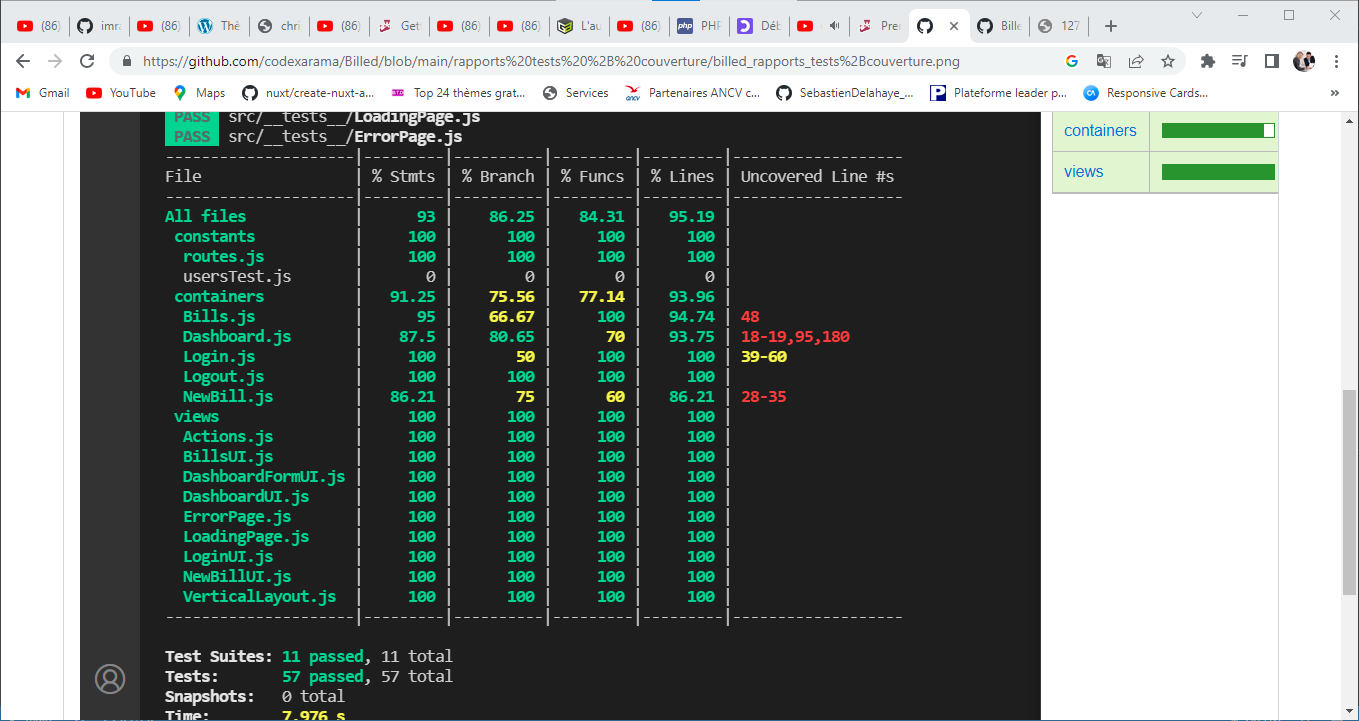 (86) imra (86) Thè chri (86) Get (86) (86) L'au (86) PHP Déb Prer Bille 127
https://github.com/codexarama/Billed/blob/main/rapports%20tests%20%2B%20couverture/billed_rapports_tests%2Bcouverture.png
Gmail YouTube Maps nuxt/create-nuxt-a... Top 24 thèmes grat... Services Partenaires ANCV c... SebastienDelahaye_... Plateforme leader p... Responsive Cards... »
PASS src/__tests__/LoadingPage.js
PASS src/__tests__/ErrorPage.js
File | % Stmts | % Branch | % Funcs | % Lines | Uncovered Line #s
All files | 93 | 86.25 | 84.31 | 95.19 |
constants | 100 | 100 | 100 | 100 |
routes.js | 100 | 100 | 100 | 100 |
usersTest.js | 0 | 0 | 0 | 0 |
containers | 91.25 | 75.56 | 77.14 | 93.96 |
Bills.js | 95 | 66.67 | 100 | 94.74 | 48
Dashboard.js | 87.5 | 80.65 | 70 | 93.75 | 18-19,95,180
Login.js | 100 | 50 | 100 | 100 | 39-60
Logout.js | 100 | 100 | 100 | 100 |
NewBill.js | 86.21 | 75 | 60 | 86.21 | 28-35
views | 100 | 100 | 100 | 100 |
Actions.js | 100 | 100 | 100 | 100 |
BillsUI.js | 100 | 100 | 100 | 100 |
DashboardFormUI.js | 100 | 100 | 100 | 100 |
DashboardUI.js | 100 | 100 | 100 | 100 |
ErrorPage.js | 100 | 100 | 100 | 100 |
LoadingPage.js | 100 | 100 | 100 | 100 |
LoginUI.js | 100 | 100 | 100 | 100 |
NewBillUI.js | 100 | 100 | 100 | 100 |
VerticalLayout.js | 100 | 100 | 100 | 100 |
Test Suites: 11 passed, 11 total
Tests: 57 passed, 57 total
Snapshots: 0 total
Time: 7.976 s
containers
views